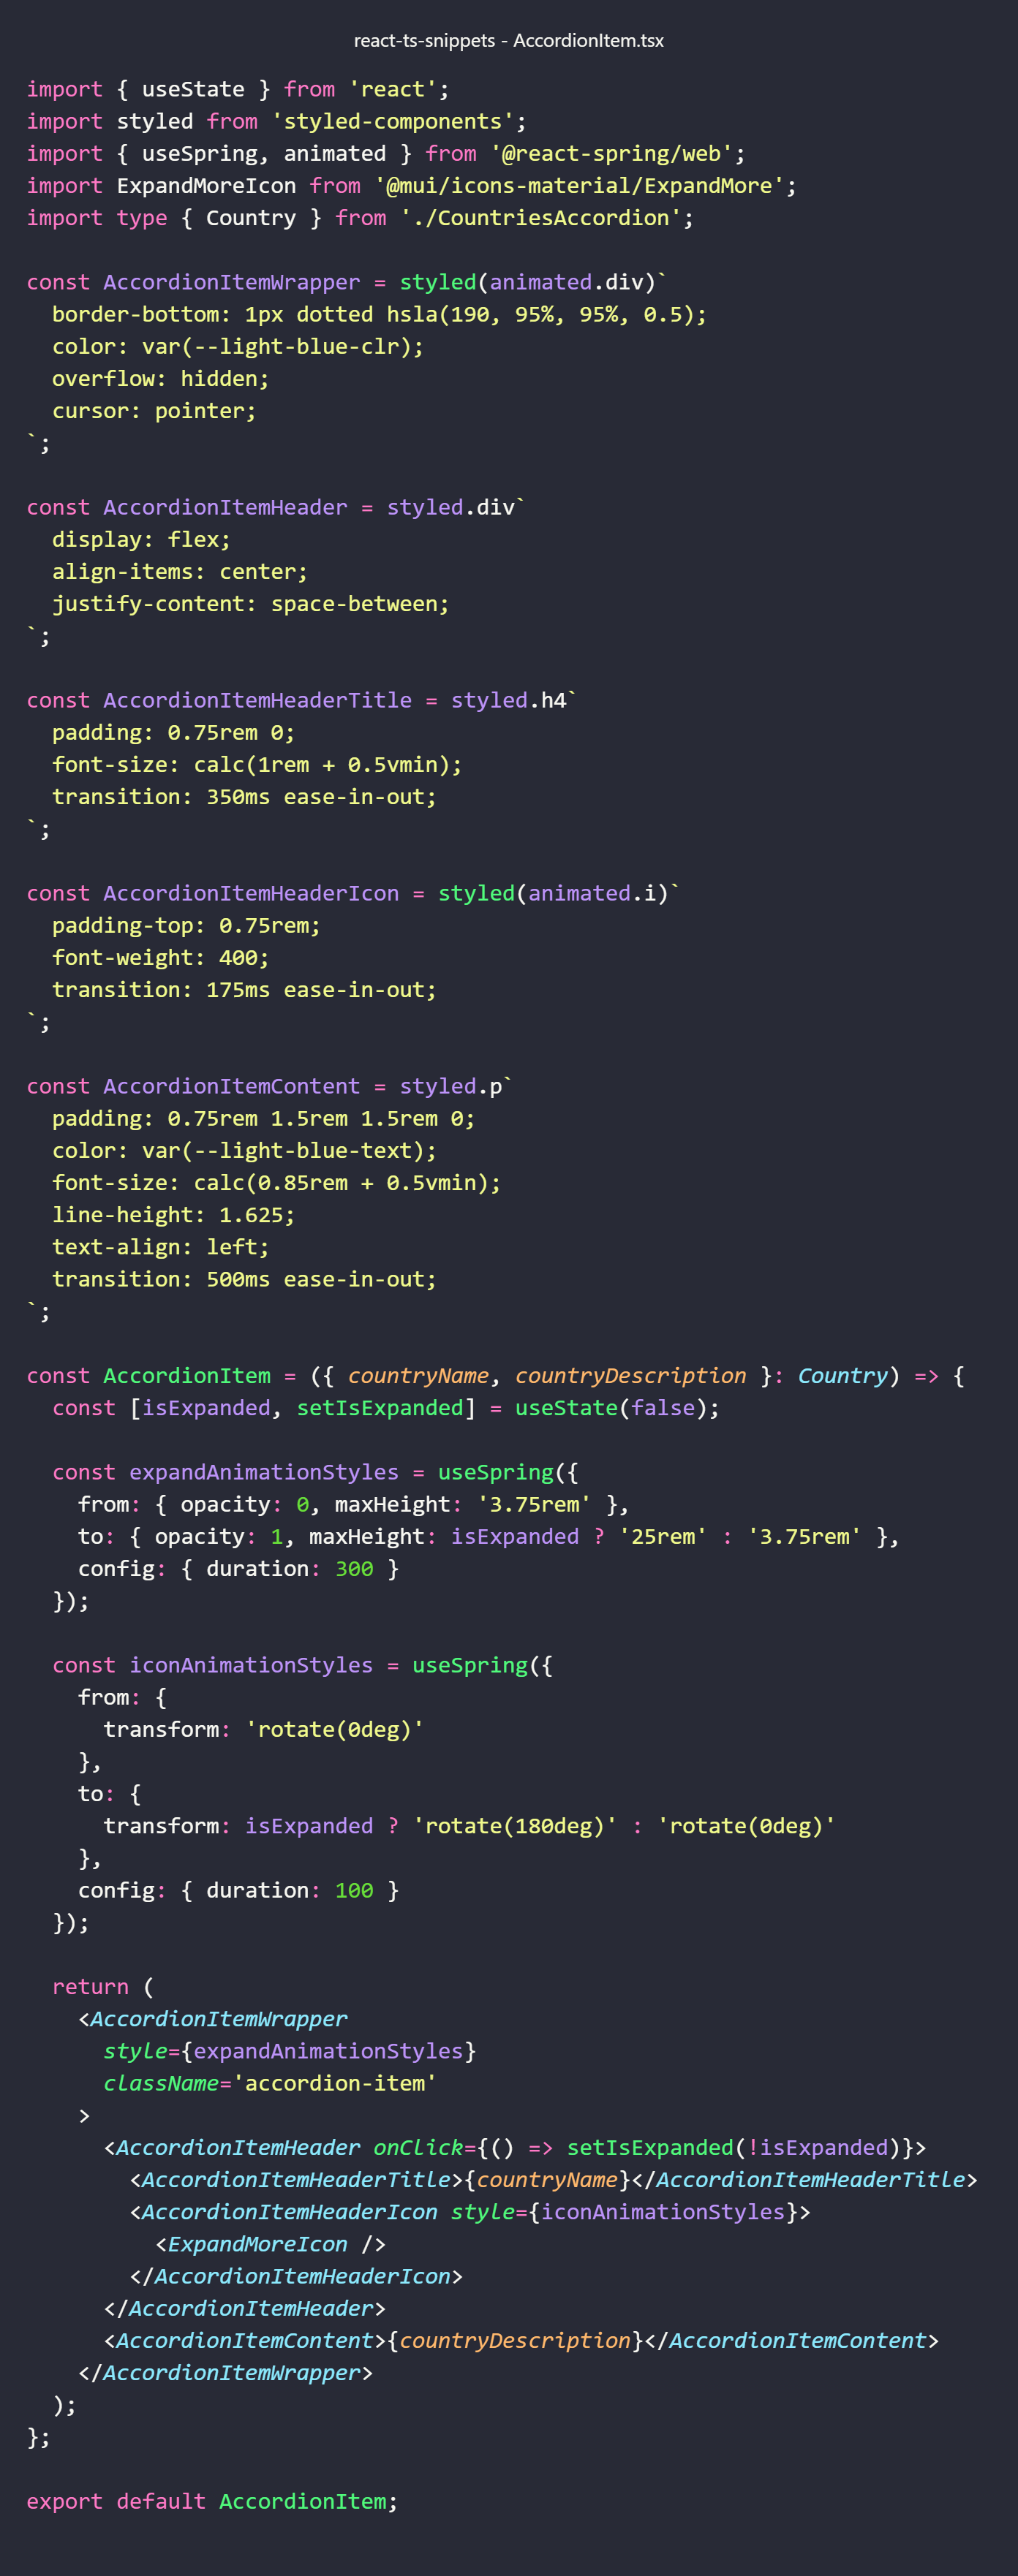 react-ts-snippets - AccordionItem.tsx
import { useState } from 'react';
import styled from 'styled-components';
import { useSpring, animated } from '@react-spring/web';
import ExpandMoreIcon from '@mui/icons-material/ExpandMore';
import type { Country } from './CountriesAccordion';

const AccordionItemWrapper = styled(animated.div)`
  border-bottom: 1px dotted hsla(190, 95%, 95%, 0.5);
  color: var(--light-blue-clr);
  overflow: hidden;
  cursor: pointer;
`;

const AccordionItemHeader = styled.div`
  display: flex;
  align-items: center;
  justify-content: space-between;
`;

const AccordionItemHeaderTitle = styled.h4`
  padding: 0.75rem 0;
  font-size: calc(1rem + 0.5vmin);
  transition: 350ms ease-in-out;
`;

const AccordionItemHeaderIcon = styled(animated.i)`
  padding-top: 0.75rem;
  font-weight: 400;
  transition: 175ms ease-in-out;
`;

const AccordionItemContent = styled.p`
  padding: 0.75rem 1.5rem 1.5rem 0;
  color: var(--light-blue-text);
  font-size: calc(0.85rem + 0.5vmin);
  line-height: 1.625;
  text-align: left;
  transition: 500ms ease-in-out;
`;

const AccordionItem = ({ countryName, countryDescription }: Country) => {
  const [isExpanded, setIsExpanded] = useState(false);

  const expandAnimationStyles = useSpring({
    from: { opacity: 0, maxHeight: '3.75rem' },
    to: { opacity: 1, maxHeight: isExpanded ? '25rem' : '3.75rem' },
    config: { duration: 300 }
  });

  const iconAnimationStyles = useSpring({
    from: {
      transform: 'rotate(0deg)'
    },
    to: {
      transform: isExpanded ? 'rotate(180deg)' : 'rotate(0deg)'
    },
    config: { duration: 100 }
  });

  return (
    <AccordionItemWrapper
      style={expandAnimationStyles}
      className='accordion-item'
    >
      <AccordionItemHeader onClick={() => setIsExpanded(!isExpanded)}>
        <AccordionItemHeaderTitle>{countryName}</AccordionItemHeaderTitle>
        <AccordionItemHeaderIcon style={iconAnimationStyles}>
          <ExpandMoreIcon />
        </AccordionItemHeaderIcon>
      </AccordionItemHeader>
      <AccordionItemContent>{countryDescription}</AccordionItemContent>
    </AccordionItemWrapper>
  );
};

export default AccordionItem;